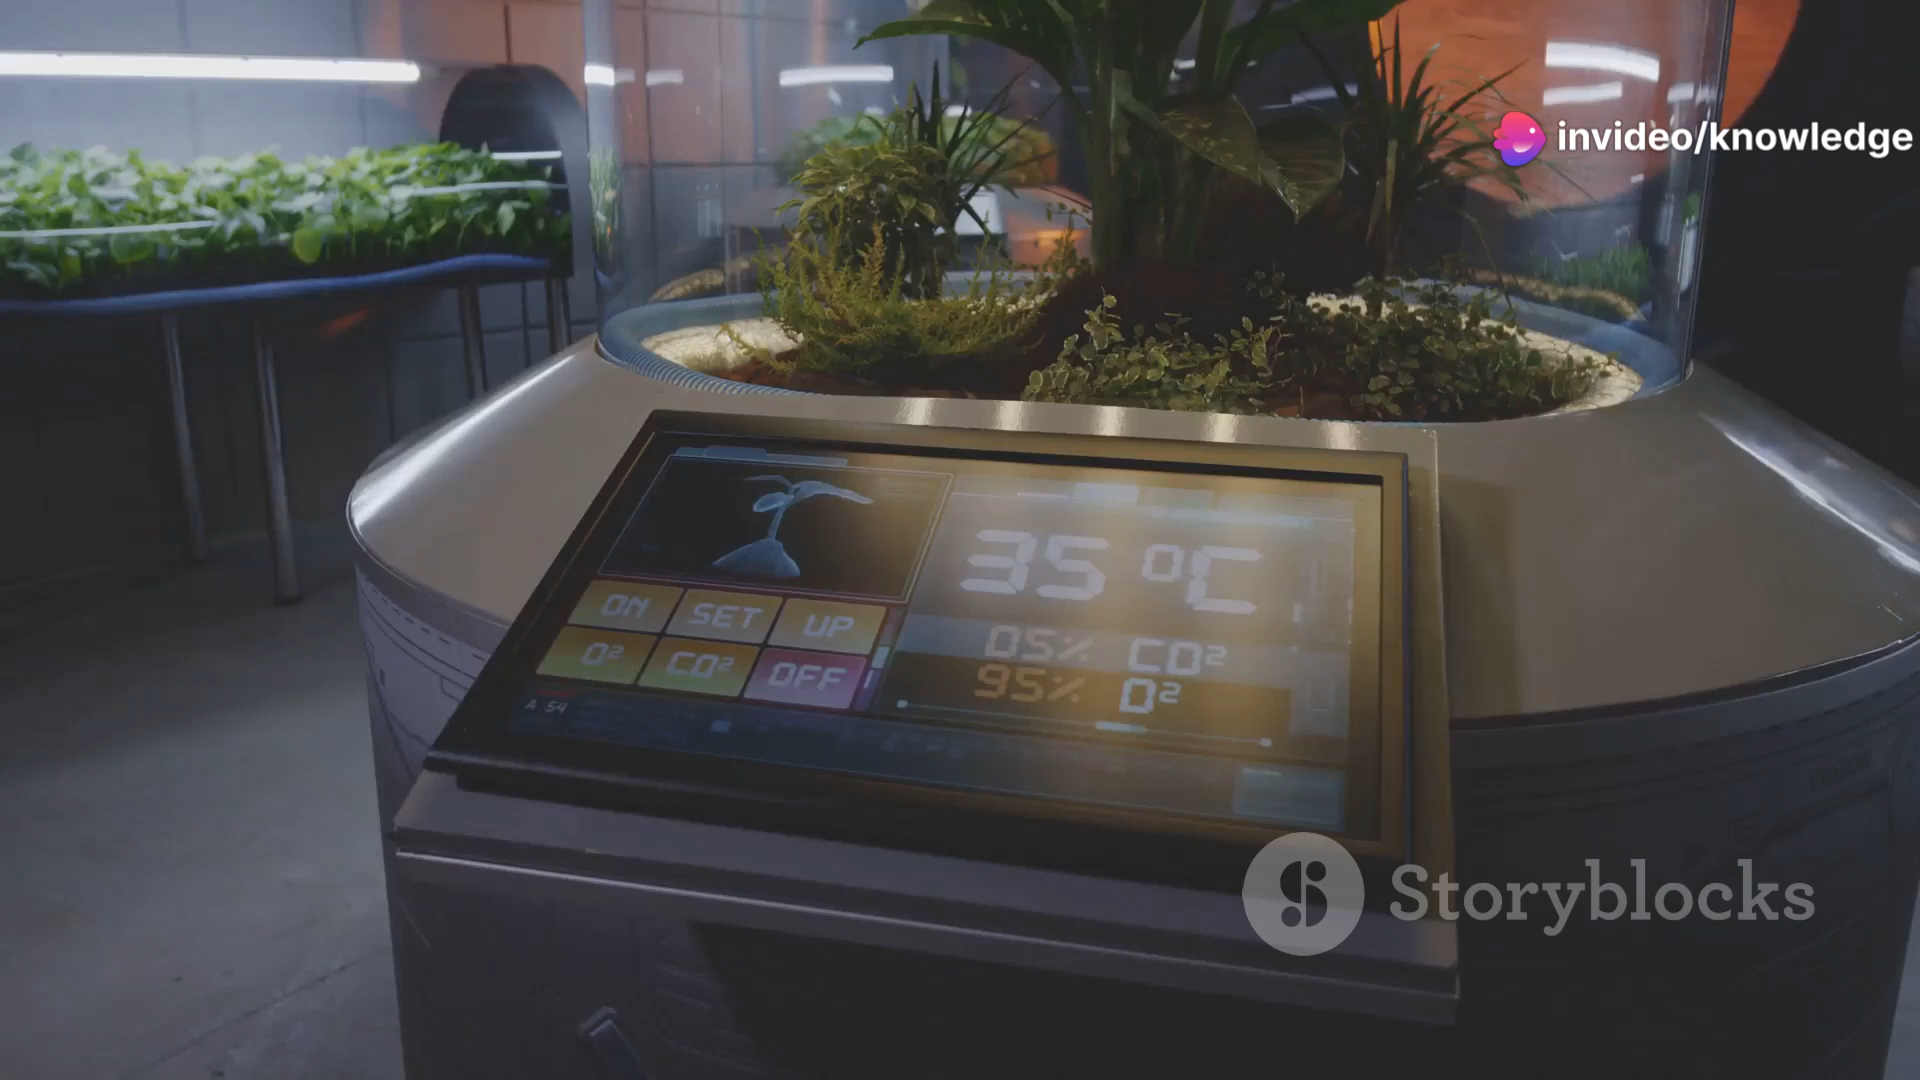 invideo/knowledge
35 °C
ON SET UP
05% CO²
O² CO² OFF
95% O²
A. 54
Storyblocks